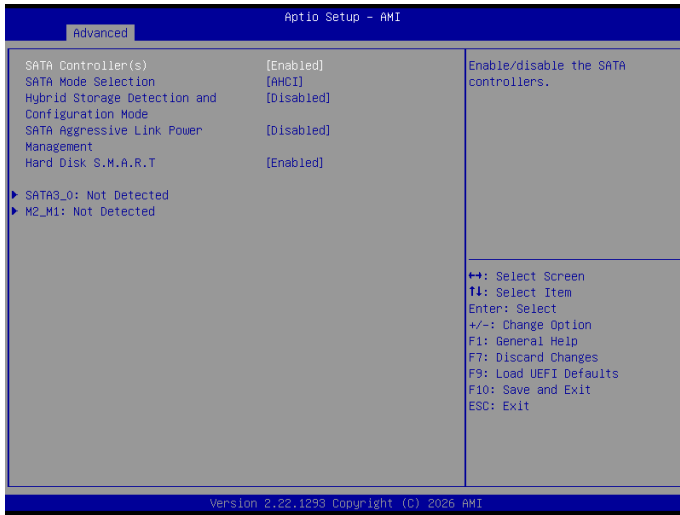 Aptio Setup – AMI
Advanced
SATA Controller(s) [Enabled]
SATA Mode Selection [AHCI]
Hybrid Storage Detection and [Disabled]
Configuration Mode
SATA Aggressive Link Power [Disabled]
Management
Hard Disk S.M.A.R.T [Enabled]
SATA3_0: Not Detected
M2_M1: Not Detected
Enable/disable the SATA
controllers.
↔: Select Screen
↑↓: Select Item
Enter: Select
+/-: Change Option
F1: General Help
F7: Discard Changes
F9: Load UEFI Defaults
F10: Save and Exit
ESC: Exit
Version 2.22.1293 Copyright (C) 2026 AMI